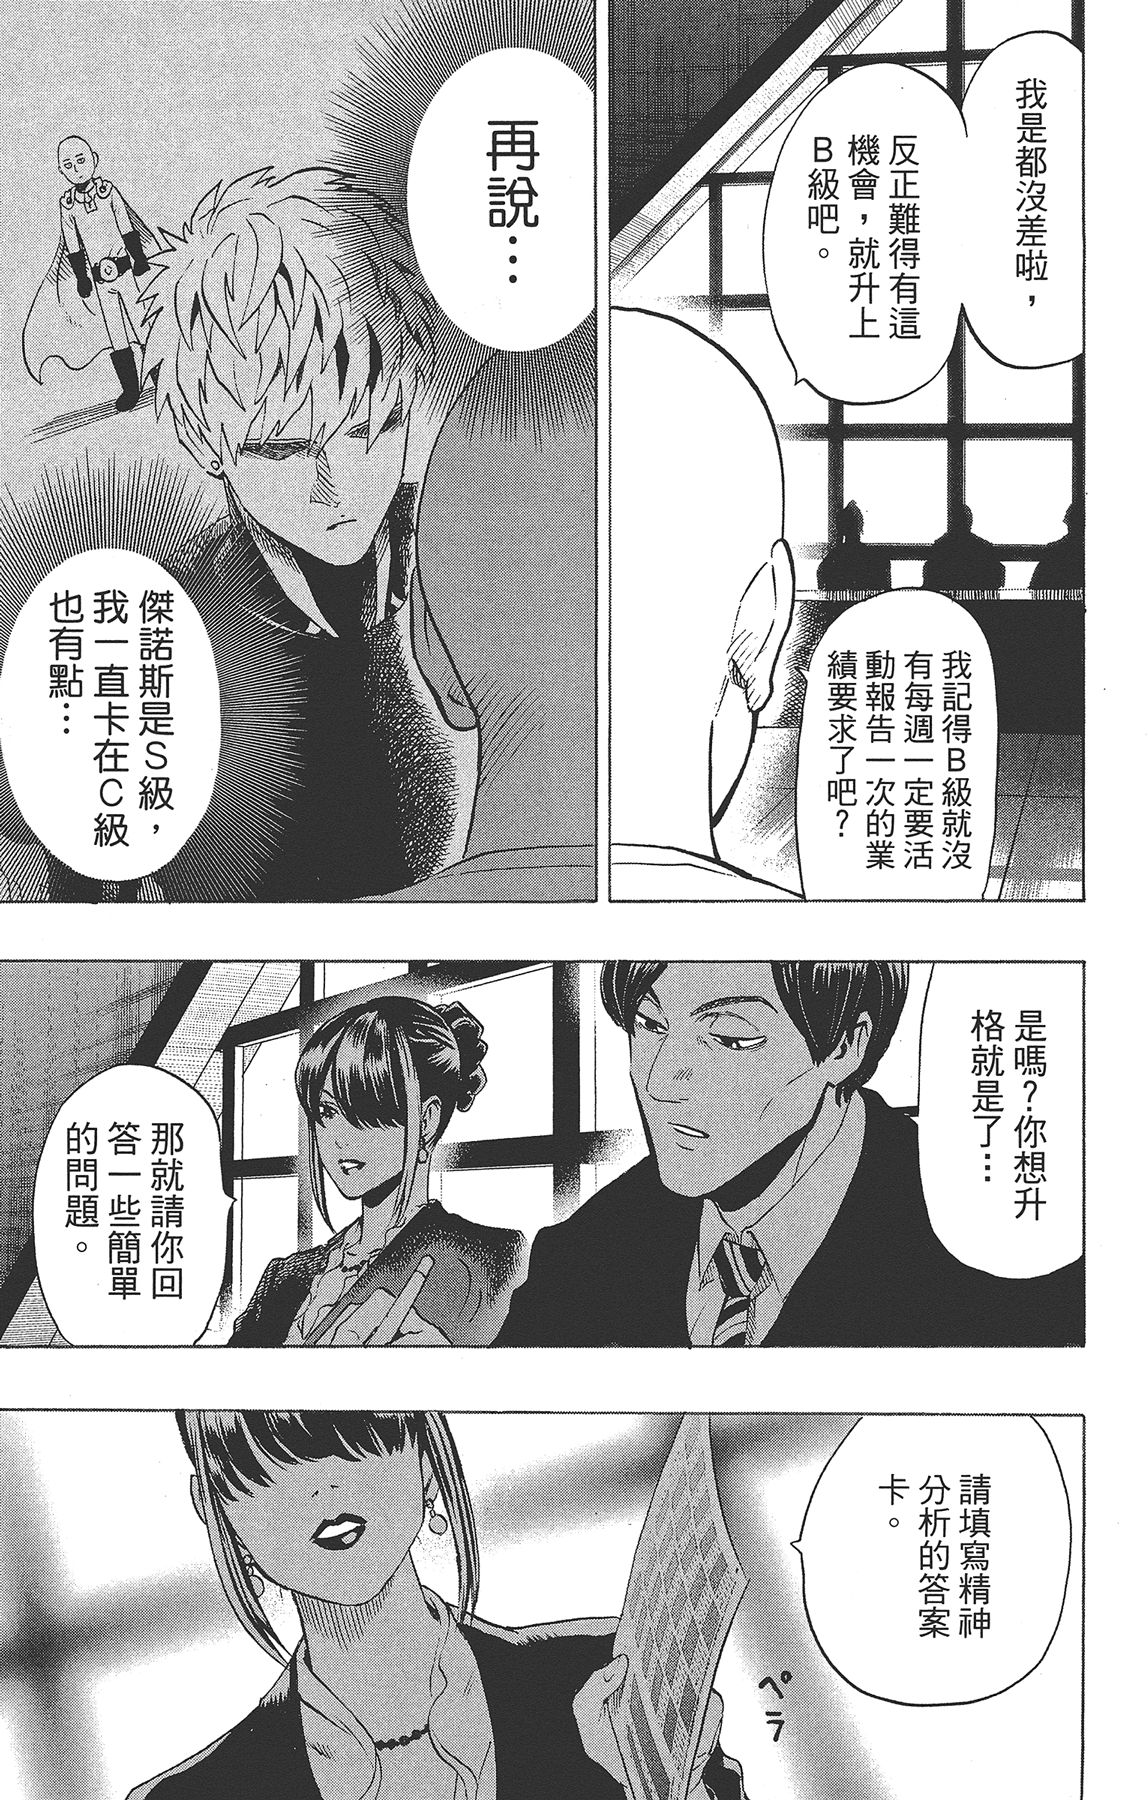 我是都沒差啦，
反正難得有這
機會，就升上
B級吧。
我記得B級就沒
有每週一定要活
動報告一次的業
績要求了吧？
再說…
傑諾斯是S級，
我一直卡在C級
也有點…
是嗎？你想升
格就是了…
那就請你回
答一些簡單
的問題。
請填寫精神
分析的答案
卡。
ペラ